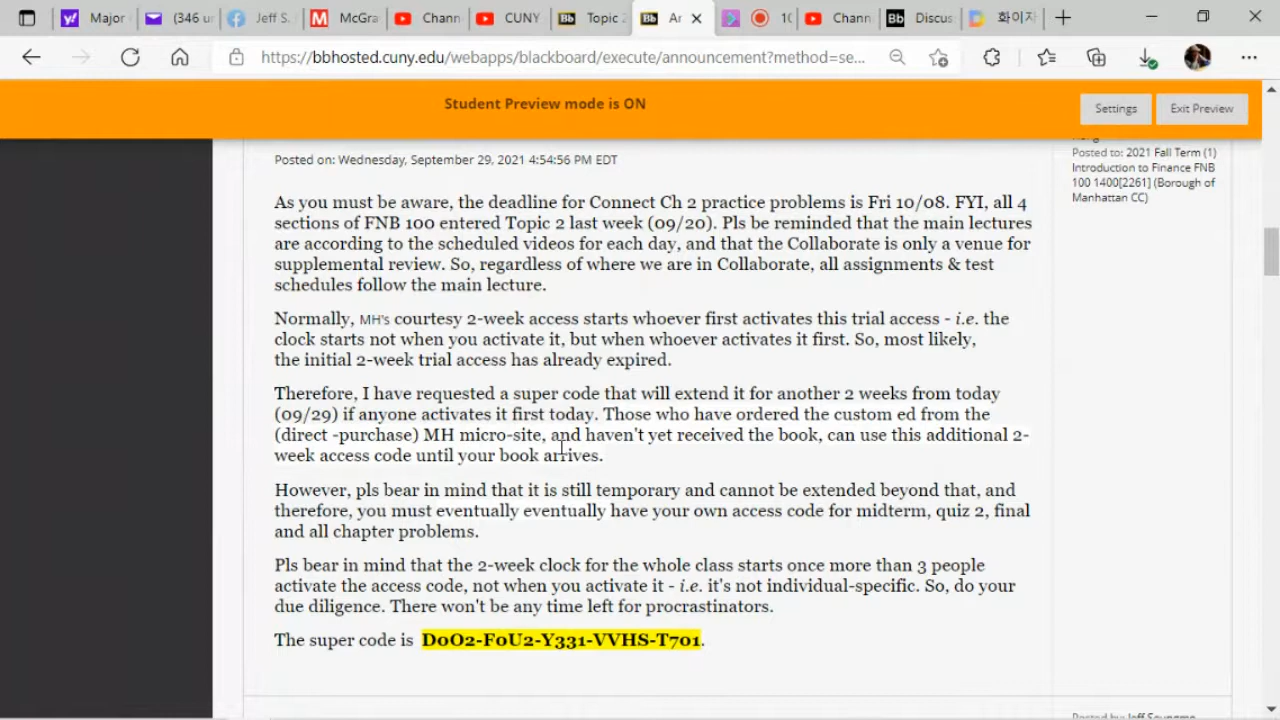 Major
(346 u
Jeff S.
McGra
Chann
CUNY
Topic 2
Ar
10
Chann
Discus
화이자
https://bbhosted.cuny.edu/webapps/blackboard/execute/announcement?method=se...
Student Preview mode is ON
Settings
Exit Preview
Posted on: Wednesday, September 29, 2021 4:54:56 PM EDT
Posted to: 2021 Fall Term (1)
Introduction to Finance FNB
100 1400[2261] (Borough of
Manhattan CC)
As you must be aware, the deadline for Connect Ch 2 practice problems is Fri 10/08. FYI, all 4
sections of FNB 100 entered Topic 2 last week (09/20). Pls be reminded that the main lectures
are according to the scheduled videos for each day, and that the Collaborate is only a venue for
supplemental review. So, regardless of where we are in Collaborate, all assignments & test
schedules follow the main lecture.
Normally, MH's courtesy 2-week access starts whoever first activates this trial access - i.e. the
clock starts not when you activate it, but when whoever activates it first. So, most likely,
the initial 2-week trial access has already expired.
Therefore, I have requested a super code that will extend it for another 2 weeks from today
(09/29) if anyone activates it first today. Those who have ordered the custom ed from the
(direct -purchase) MH micro-site, and haven't yet received the book, can use this additional 2-
week access code until your book arrives.
However, pls bear in mind that it is still temporary and cannot be extended beyond that, and
therefore, you must eventually eventually have your own access code for midterm, quiz 2, final
and all chapter problems.
Pls bear in mind that the 2-week clock for the whole class starts once more than 3 people
activate the access code, not when you activate it - i.e. it's not individual-specific. So, do your
due diligence. There won't be any time left for procrastinators.
The super code is D0O2-F0U2-Y331-VVHS-T701.